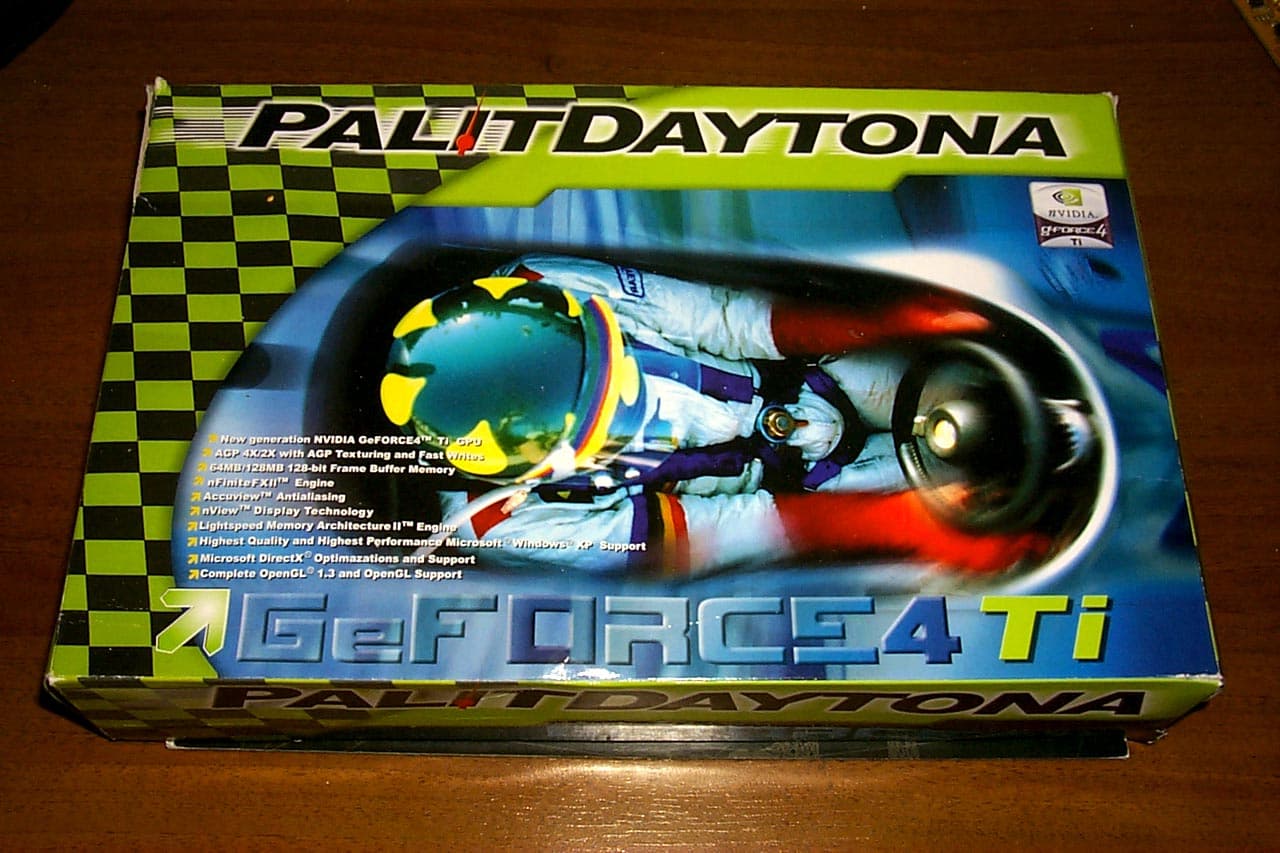 PALITDAYTONA
nVIDIA.
GeFORCE4
Ti
New generation NVIDIA GeFORCE4™ Ti GPU
AGP 4X/2X with AGP Texturing and Fast Writes
64MB/128MB 128-bit Frame Buffer Memory
nFiniteFXII™ Engine
Accuview™ Antialiasing
nView™ Display Technology
Lightspeed Memory Architecture II™ Engine
Highest Quality and Highest Performance Microsoft® Windows® XP Support
Microsoft DirectX® Optimazations and Support
Complete OpenGL® 1.3 and OpenGL Support
GeFORCE4 Ti
PALITDAYTONA